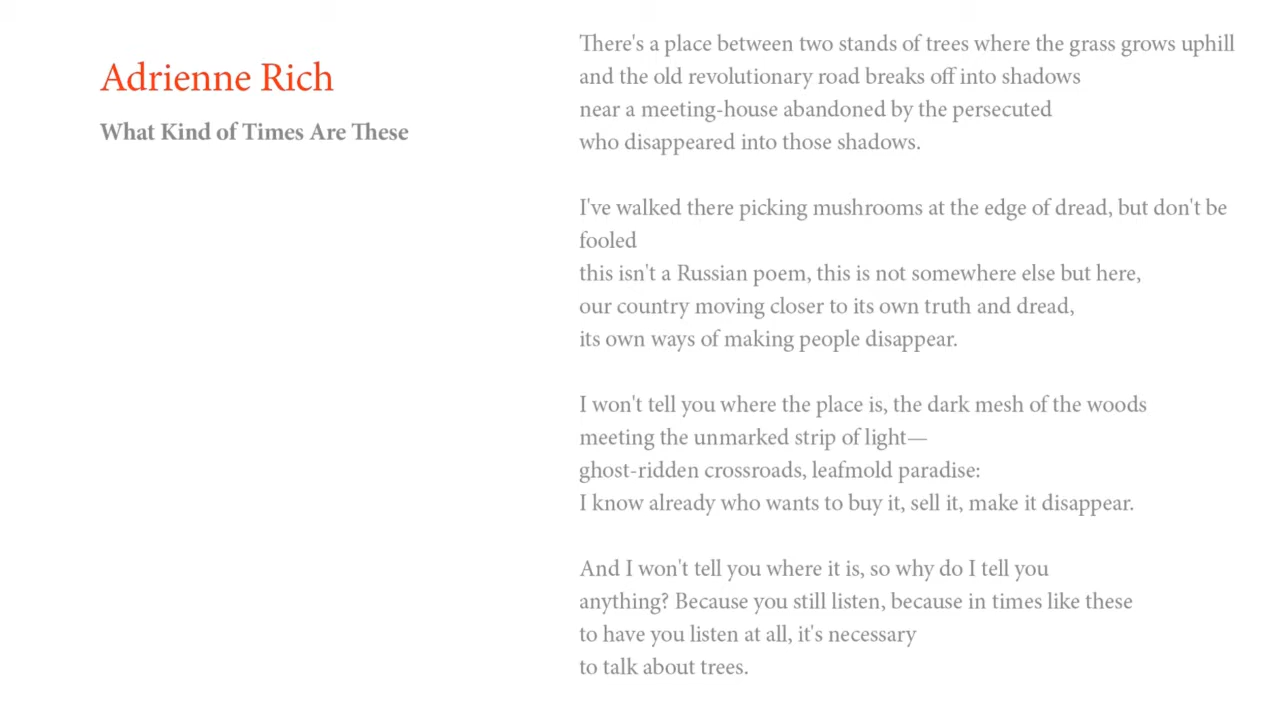 Adrienne Rich
What Kind of Times Are These
There's a place between two stands of trees where the grass grows uphill
and the old revolutionary road breaks off into shadows
near a meeting-house abandoned by the persecuted
who disappeared into those shadows.
I've walked there picking mushrooms at the edge of dread, but don't be
fooled
this isn't a Russian poem, this is not somewhere else but here,
our country moving closer to its own truth and dread,
its own ways of making people disappear.
I won't tell you where the place is, the dark mesh of the woods
meeting the unmarked strip of light—
ghost-ridden crossroads, leafmold paradise:
I know already who wants to buy it, sell it, make it disappear.
And I won't tell you where it is, so why do I tell you
anything? Because you still listen, because in times like these
to have you listen at all, it's necessary
to talk about trees.